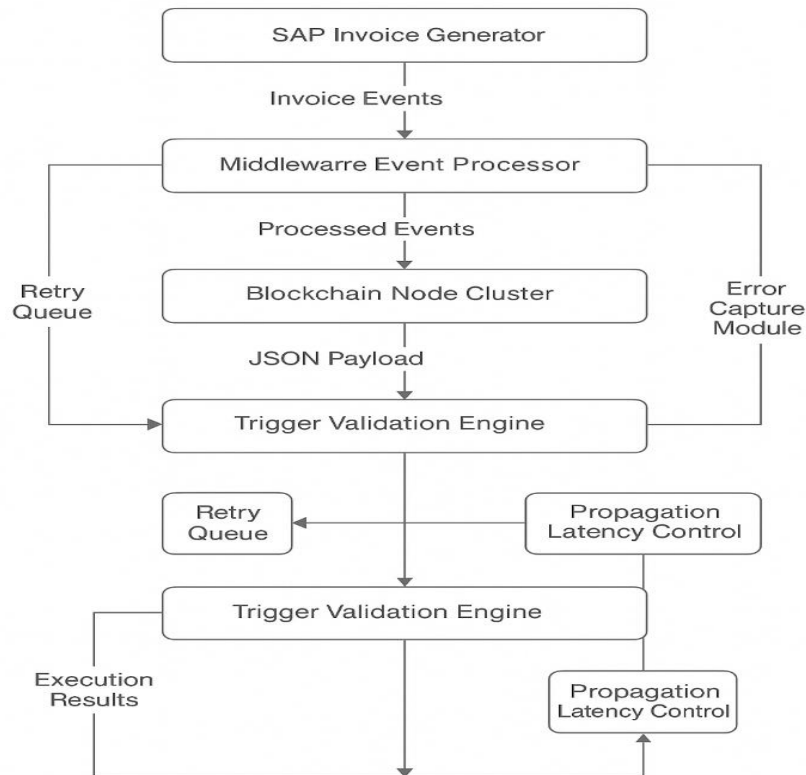 SAP Invoice Generator
Invoice Events
Middlewarre Event Processor
Processed Events
Blockchain Node Cluster
Retry
Queue
Error
Capture
Module
JSON Payload
Trigger Validation Engine
Retry
Queue
Propagation
Latency Control
Trigger Validation Engine
Execution
Results
Propagation
Latency Control